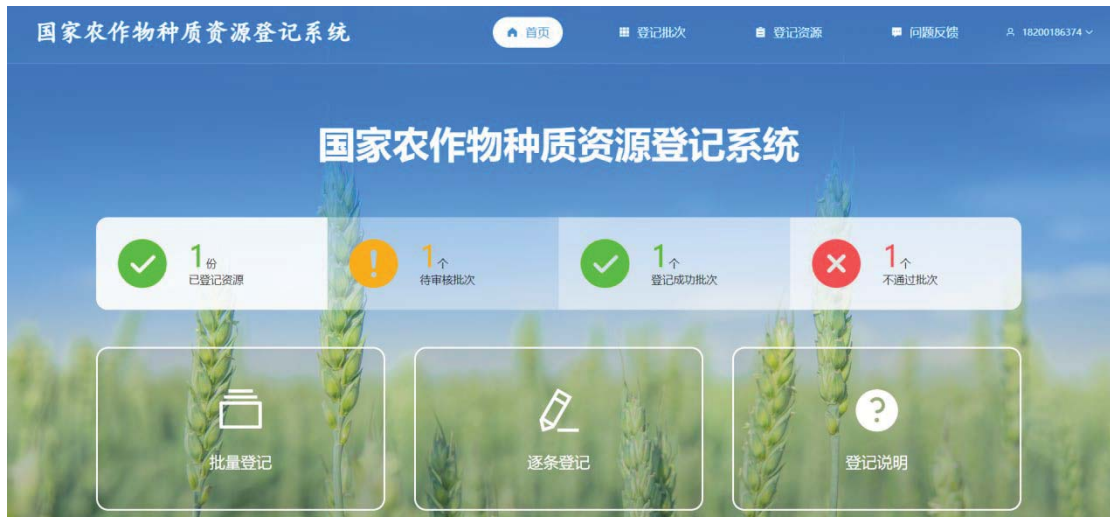 国家农作物种质资源登记系统
首页
登记批次
登记资源
问题反馈
18200186374
国家农作物种质资源登记系统
1份
已登记资源
1个
待审核批次
1个
登记成功批次
1个
不通过批次
批量登记
逐条登记
登记说明